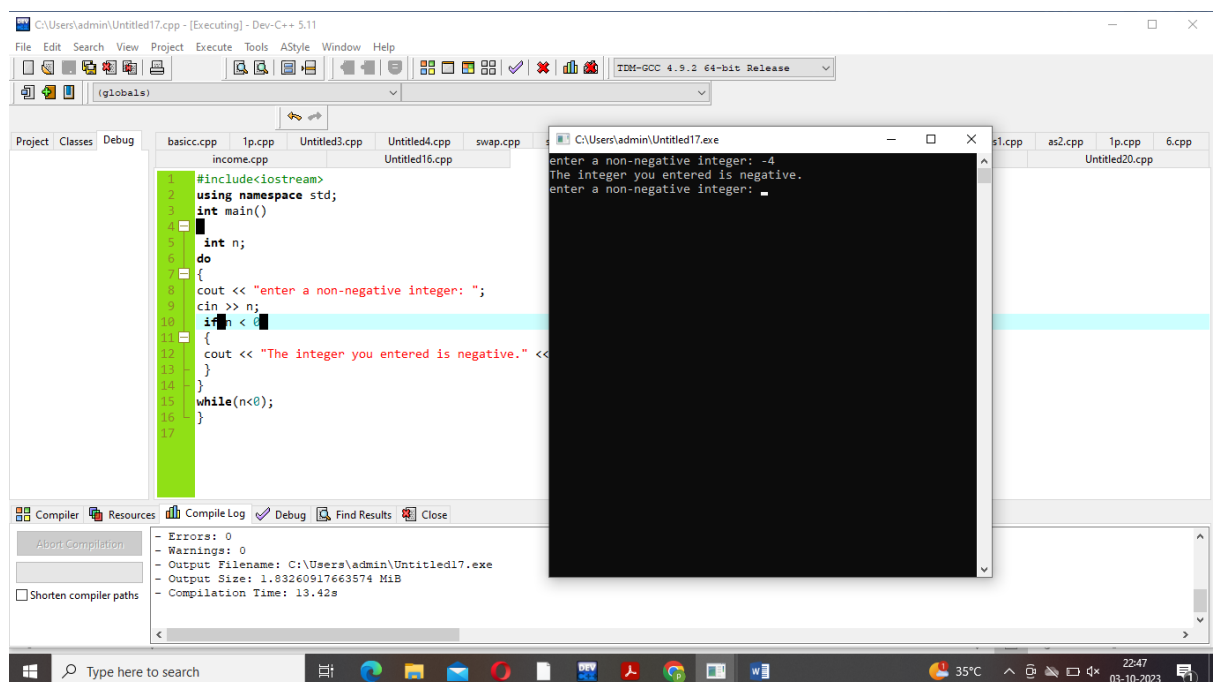 C:\Users\admin\Untitled17.cpp - [Executing] - Dev-C++ 5.11
File Edit Search View Project Execute Tools AStyle Window Help
TDM-GCC 4.9.2 64-bit Release
(globals)
Project Classes Debug
basicc.cpp 1p.cpp Untitled3.cpp Untitled4.cpp swap.cpp s1.cpp as2.cpp 1p.cpp 6.cpp
income.cpp Untitled16.cpp Untitled20.cpp
1 #include<iostream>
2 using namespace std;
3 int main()
4
5 int n;
6 do
7 {
8 cout << "enter a non-negative integer: ";
9 cin >> n;
10 if n < 0
11 {
12 cout << "The integer you entered is negative." <<
13 }
14 }
15 while(n<0);
16 }
17
C:\Users\admin\Untitled17.exe
enter a non-negative integer: -4
The integer you entered is negative.
enter a non-negative integer:
Compiler Resources Compile Log Debug Find Results Close
Abort Compilation
Shorten compiler paths
- Errors: 0
- Warnings: 0
- Output Filename: C:\Users\admin\Untitled17.exe
- Output Size: 1.83260917663574 MiB
- Compilation Time: 13.42s
Type here to search
DEV
35°C
22:47
03-10-2023